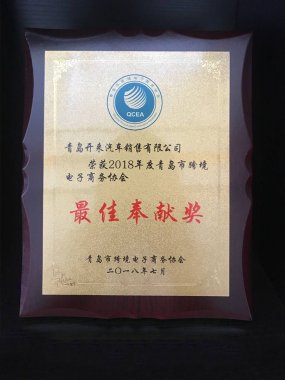 QCEA
青岛开来汽车销售有限公司
荣获2018年度青岛市跨境
电子商务协会
最佳奉献奖
青岛市跨境电子商务协会
二〇一八年七月